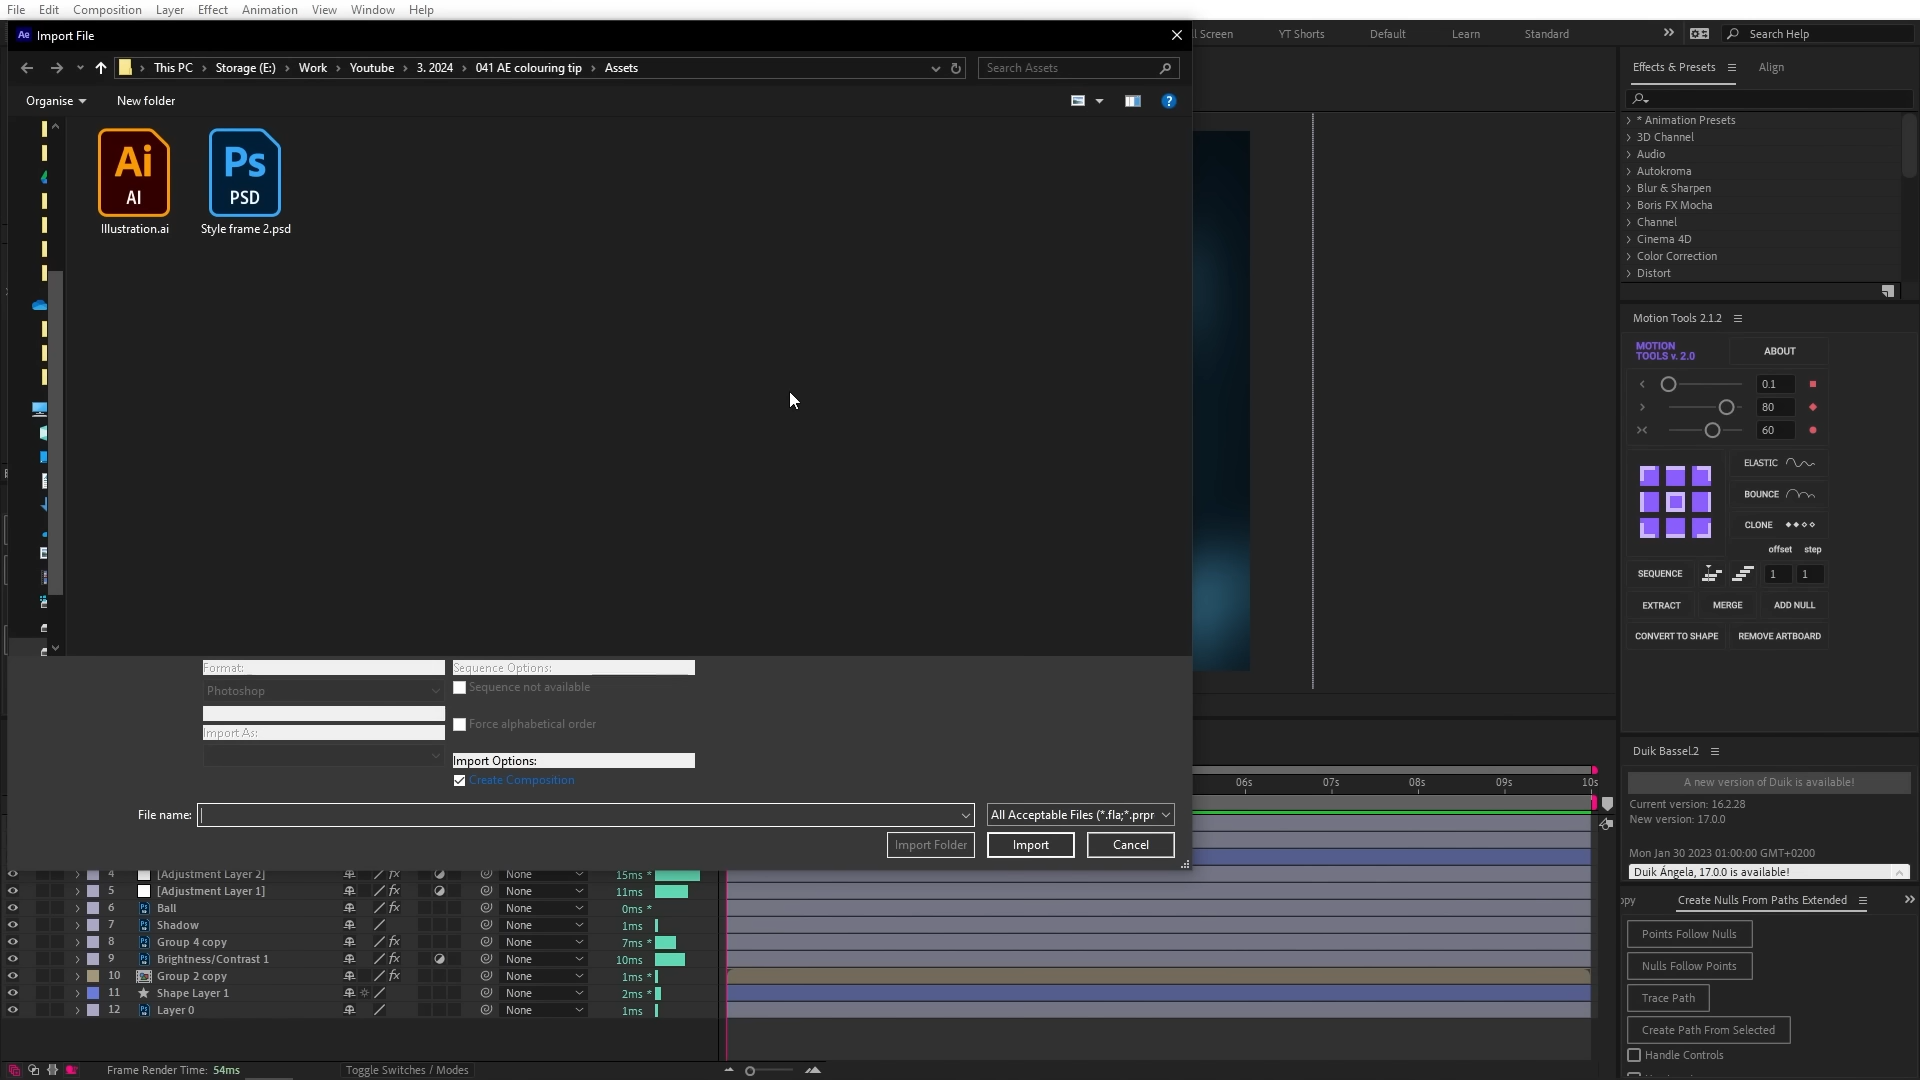 File Edit Composition Layer Effect Animation View Window Help
Ae Import File
Screen YT Shorts Default Learn Standard Search Help
This PC Storage (E:) Work Youtube 3. 2024 041 AE colouring tip Assets
Search Assets
Organise New folder
Ai
AI
Illustration.ai
Ps
PSD
Style frame 2.psd
Format:
Photoshop
Import As:
Sequence Options:
Sequence not available
Force alphabetical order
Import Options:
Create Composition
File name:
All Acceptable Files (*.fla;*.prpr
Import Folder Import Cancel
Effects & Presets Align
* Animation Presets
3D Channel
Audio
Autokroma
Blur & Sharpen
Boris FX Mocha
Channel
Cinema 4D
Color Correction
Distort
Motion Tools 2.1.2
MOTION
TOOLS v. 2.0
ABOUT
0.1
80
60
ELASTIC
BOUNCE
CLONE
offset step
SEQUENCE 1 1
EXTRACT MERGE ADD NULL
CONVERT TO SHAPE REMOVE ARTBOARD
Duik Bassel.2
A new version of Duik is available!
Current version: 16.2.28
New version: 17.0.0
Mon Jan 30 2023 01:00:00 GMT+0200
Duik Ángela, 17.0.0 is available!
opy Create Nulls From Paths Extended
Points Follow Nulls
Nulls Follow Points
Trace Path
Create Path From Selected
Handle Controls
06s 07s 08s 09s 10s
4 [Adjustment Layer 2] fx None 15ms *
5 [Adjustment Layer 1] fx None 11ms
6 Ball fx None 0ms *
7 Shadow None 1ms
8 Group 4 copy fx None 7ms *
9 Brightness/Contrast 1 None 10ms
10 Group 2 copy fx None 1ms *
11 Shape Layer 1 None 2ms *
12 Layer 0 None 1ms
Frame Render Time: 54ms Toggle Switches / Modes